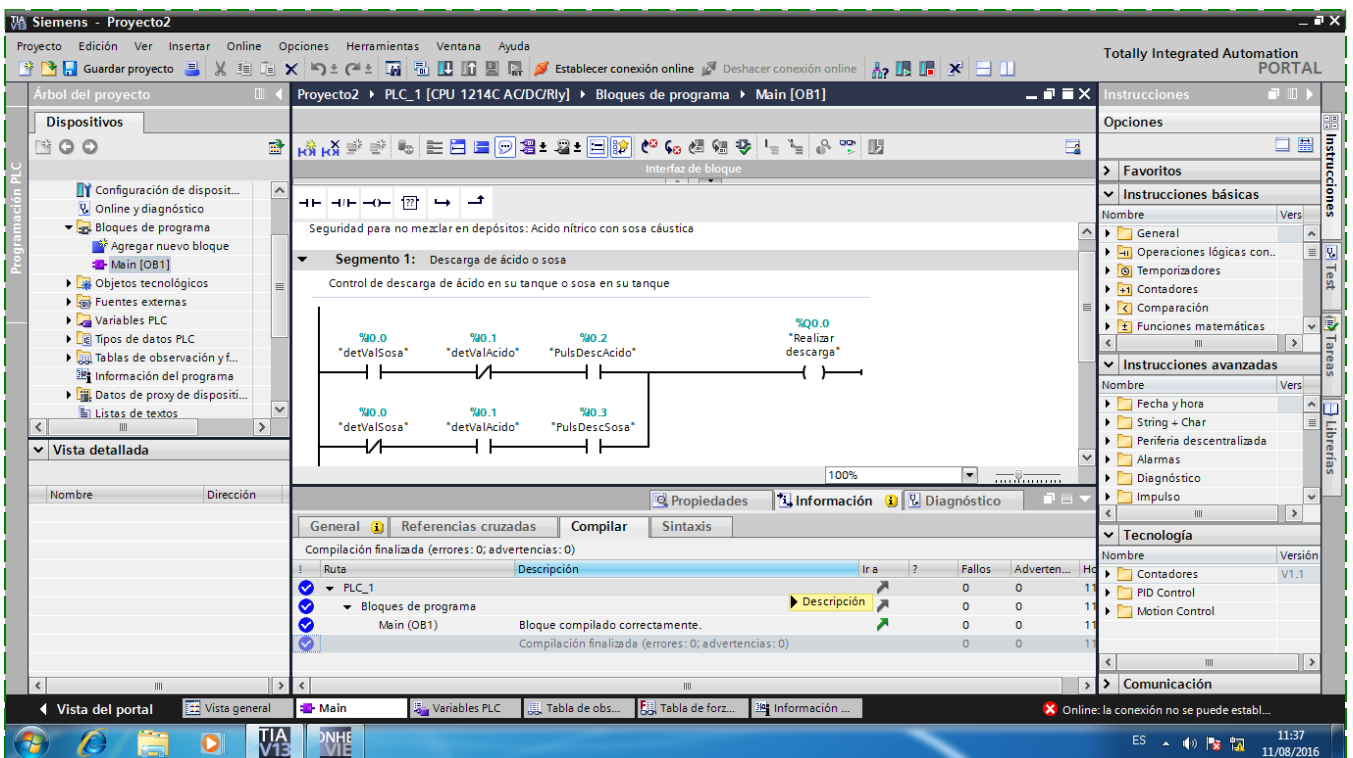 Siemens - Proyecto2
Proyecto Edición Ver Insertar Online Opciones Herramientas Ventana Ayuda
Totally Integrated Automation
PORTAL
Guardar proyecto
Establecer conexión online
Deshacer conexión online
Árbol del proyecto
Proyecto2 PLC_1 [CPU 1214C AC/DC/Rly] Bloques de programa Main [OB1]
Instrucciones
Dispositivos
Opciones
Interfaz de bloque
Programación PLC
Configuración de disposit...
Online y diagnóstico
Bloques de programa
Agregar nuevo bloque
Main [OB1]
Objetos tecnológicos
Fuentes externas
Variables PLC
Tipos de datos PLC
Tablas de observación y f...
Información del programa
Datos de proxy de dispositi...
Listas de textos
Vista detallada
Nombre Dirección
Seguridad para no mezclar en depósitos: Acido nítrico con sosa cáustica
Segmento 1: Descarga de ácido o sosa
Control de descarga de ácido en su tanque o sosa en su tanque
%Q0.0
%I0.0 %I0.1 %I0.2 "Realizar
"detValSosa" "detValAcido" "PulsDescAcido" descarga"
%I0.0 %I0.1 %I0.3
"detValSosa" "detValAcido" "PulsDescSosa"
100%
Propiedades Información Diagnóstico
General Referencias cruzadas Compilar Sintaxis
Compilación finalizada (errores: 0; advertencias: 0)
! Ruta Descripción Ir a ? Fallos Adverten... Ho
PLC_1 0 0 11
Descripción
Bloques de programa 0 0 11
Main (OB1) Bloque compilado correctamente. 0 0 11
Compilación finalizada (errores: 0; advertencias: 0) 0 0 11
Favoritos
Instrucciones básicas
Nombre Vers
General
Operaciones lógicas con..
Temporizadores
Contadores
Comparación
Funciones matemáticas
Instrucciones avanzadas
Nombre Vers
Fecha y hora
String + Char
Periferia descentralizada
Alarmas
Diagnóstico
Impulso
Tecnología
Nombre Versión
Contadores V1.1
PID Control
Motion Control
Comunicación
Instrucciones
Test
Tareas
Librerías
Vista del portal
Vista general
Main
Variables PLC
Tabla de obs...
Tabla de forz...
Información ...
Online: la conexión no se puede establ...
TIA
V13
ES
11:37
11/08/2016